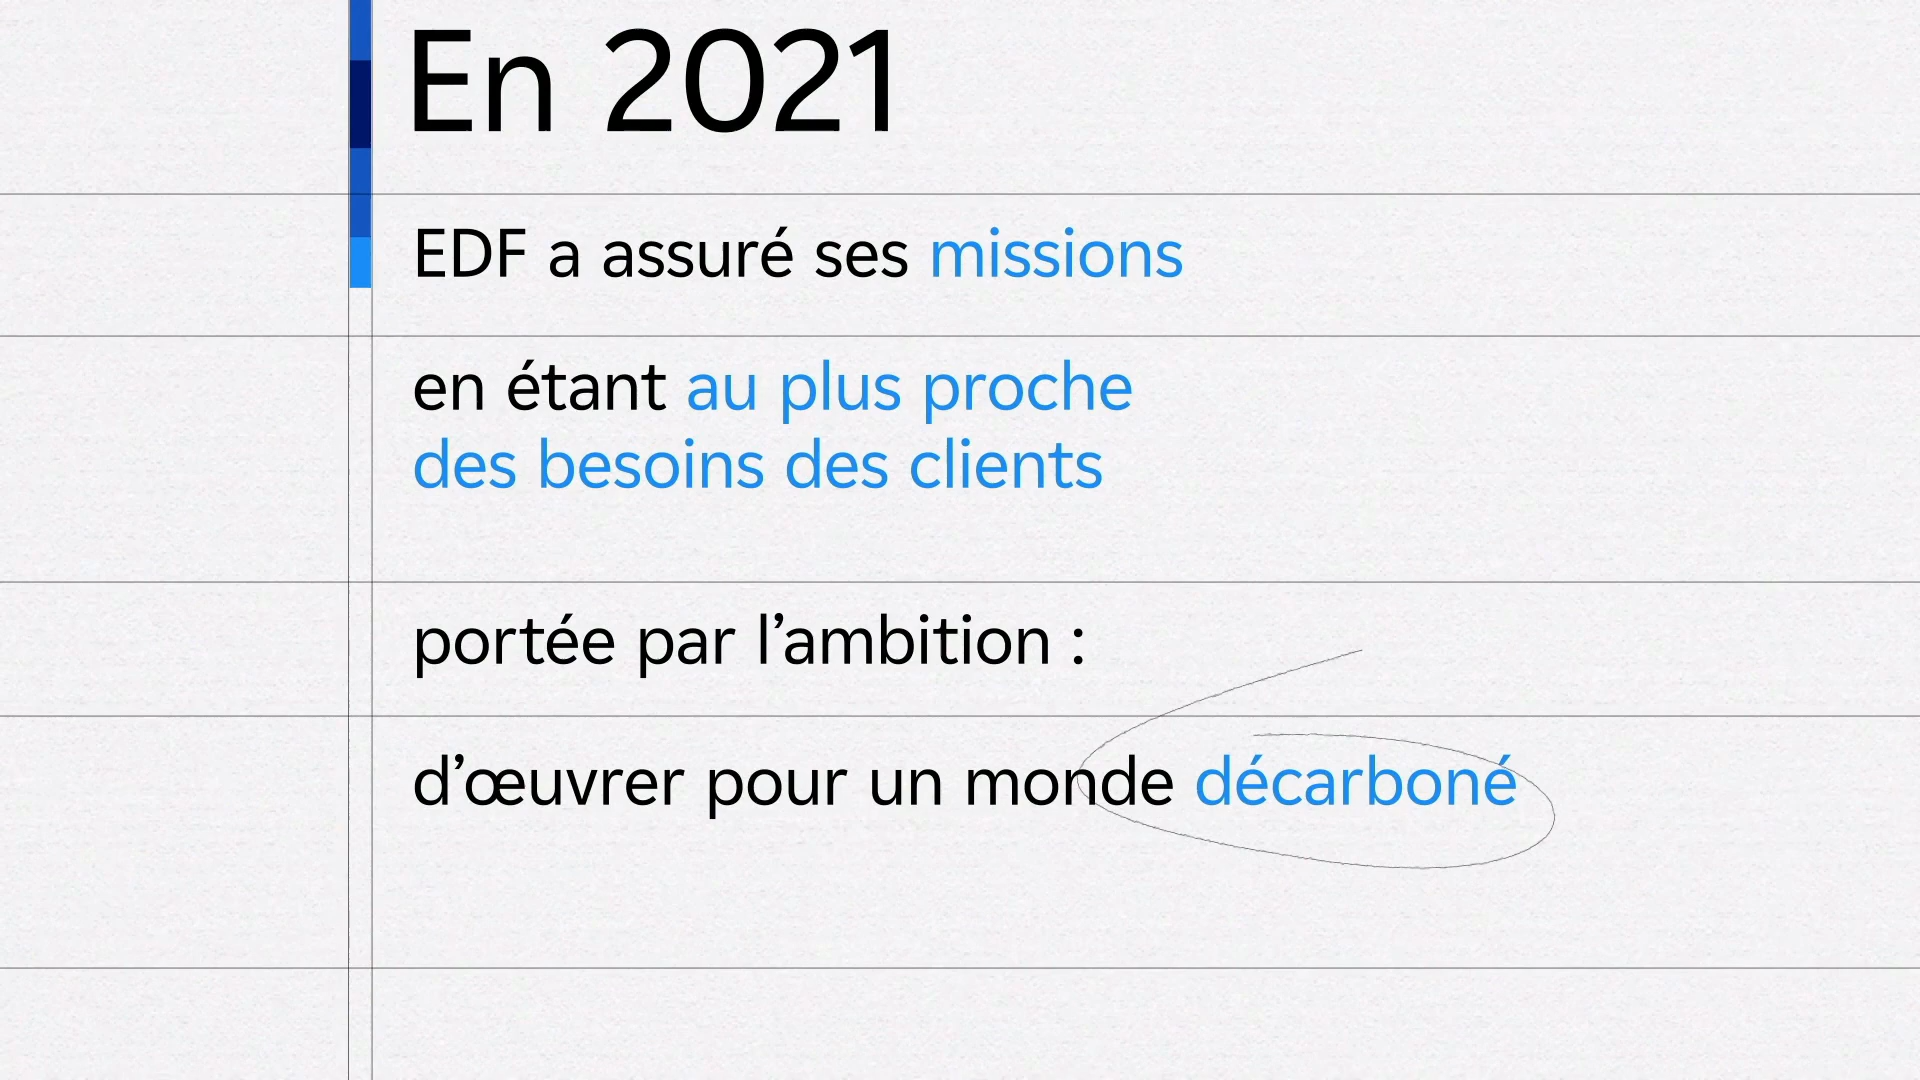 En 2021
EDF a assuré ses missions
en étant au plus proche
des besoins des clients
portée par l’ambition :
d’œuvrer pour un monde décarboné